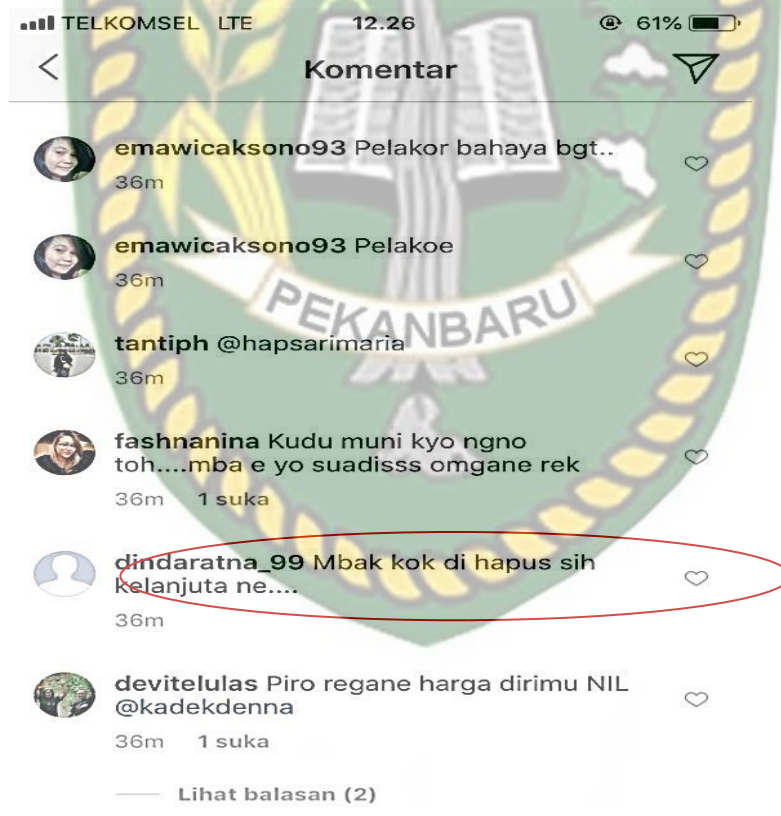 TELKOMSEL LTE 12.26 61%
Komentar
emawicaksono93 Pelakor bahaya bgt..
36m
emawicaksono93 Pelakoe
36m
PEKANBARU
tantiph @hapsarimaria
36m
fashnanina Kudu muni kyo ngno
toh....mba e yo suadisss omgane rek
36m 1 suka
dindaratna_99 Mbak kok di hapus sih
kelanjuta ne....
36m
devitelulas Piro regane harga dirimu NIL
@kadekdenna
36m 1 suka
Lihat balasan (2)